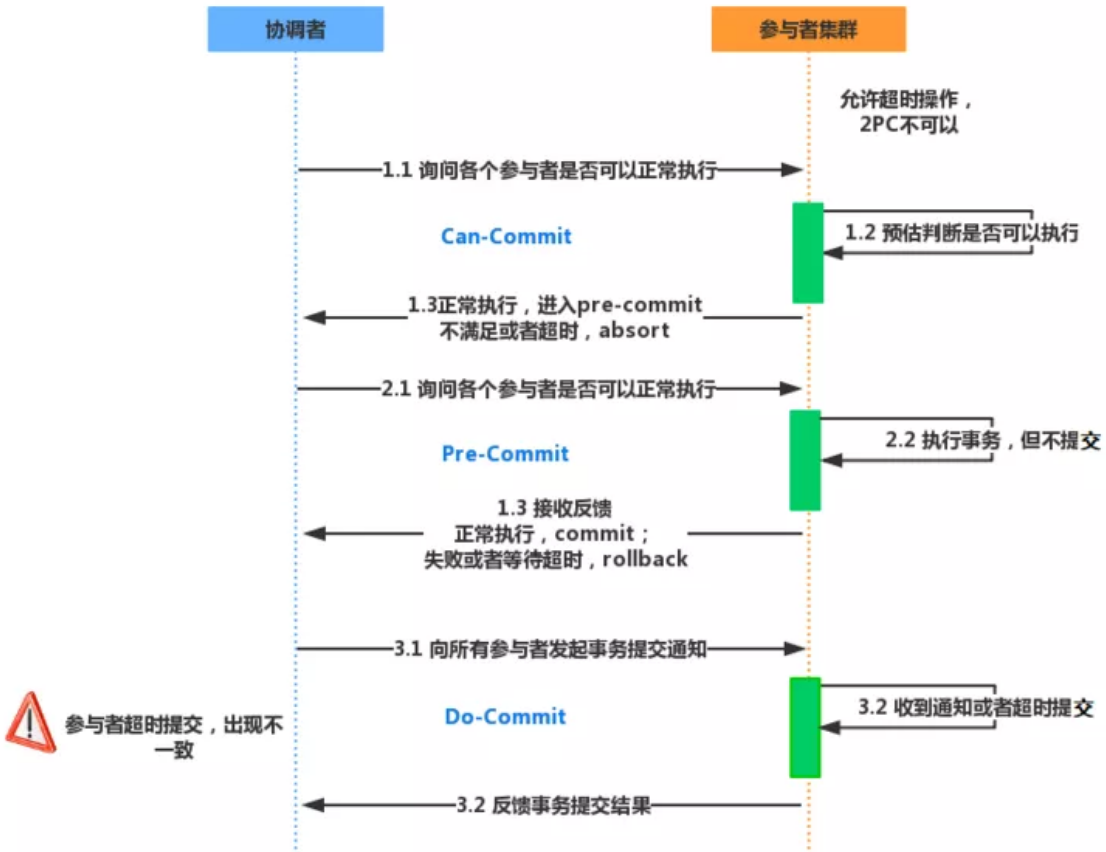 协调者
参与者集群
允许超时操作，
2PC不可以
1.1 询问各个参与者是否可以正常执行
Can-Commit
1.2 预估判断是否可以执行
1.3正常执行，进入pre-commit
不满足或者超时，absort
2.1 询问各个参与者是否可以正常执行
Pre-Commit
2.2 执行事务，但不提交
1.3 接收反馈
正常执行，commit；
失败或者等待超时，rollback
3.1 向所有参与者发起事务提交通知
Do-Commit
3.2 收到通知或者超时提交
参与者超时提交，出现不
一致
3.2 反馈事务提交结果